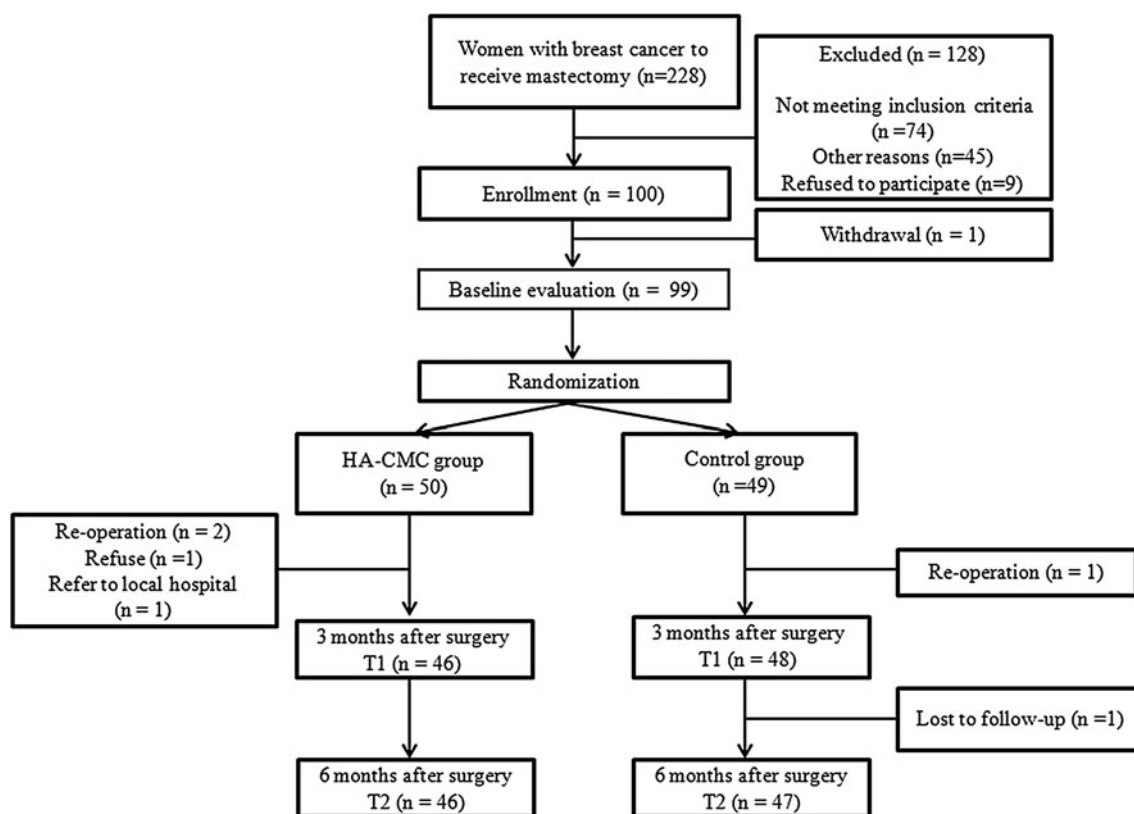 Women with breast cancer to
receive mastectomy (n=228)
Excluded (n = 128)
Not meeting inclusion criteria
(n =74)
Other reasons (n=45)
Refused to participate (n=9)
Enrollment (n = 100)
Withdrawal (n = 1)
Baseline evaluation (n = 99)
Randomization
HA-CMC group
(n = 50)
Control group
(n =49)
Re-operation (n = 2)
Refuse (n =1)
Refer to local hospital
(n = 1)
Re-operation (n = 1)
3 months after surgery
T1 (n = 46)
3 months after surgery
T1 (n = 48)
Lost to follow-up (n =1)
6 months after surgery
T2 (n = 46)
6 months after surgery
T2 (n = 47)